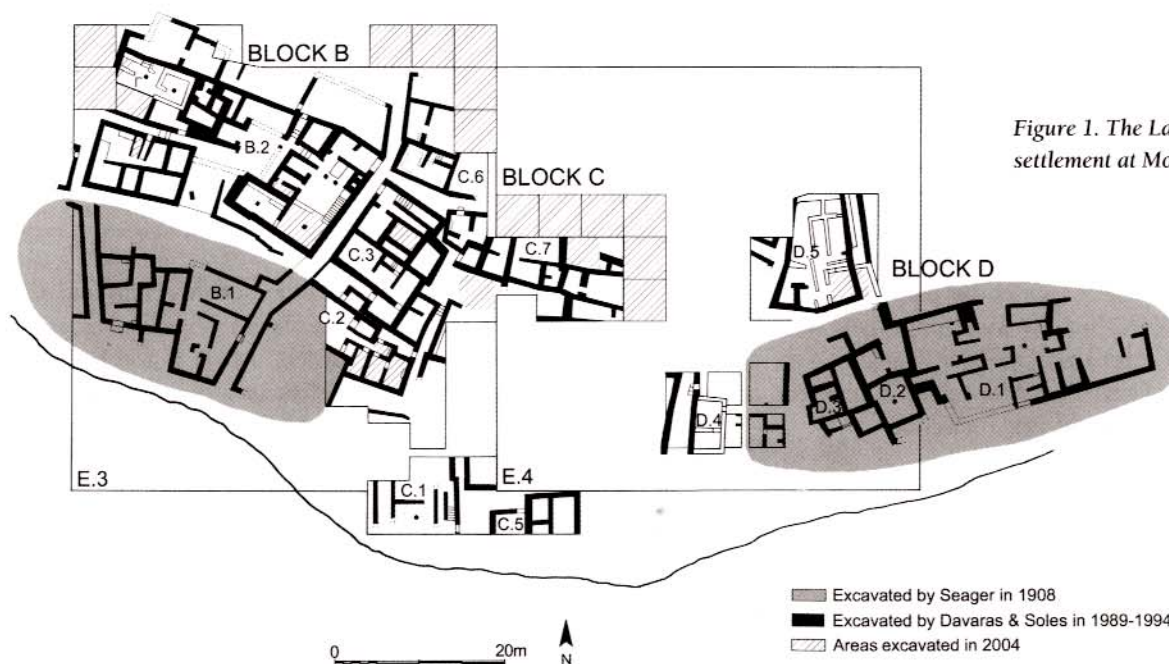 BLOCK B
Figure 1. The La
settlement at Mo
B.2
C.6
BLOCK C
C.7
C.3
D.5
BLOCK D
B.1
C.2
D.3
D.2
D.1
D.4
E.3
C.1
E.4
C.5
Excavated by Seager in 1908
Excavated by Davaras & Soles in 1989-1994
Areas excavated in 2004
0 20m
N